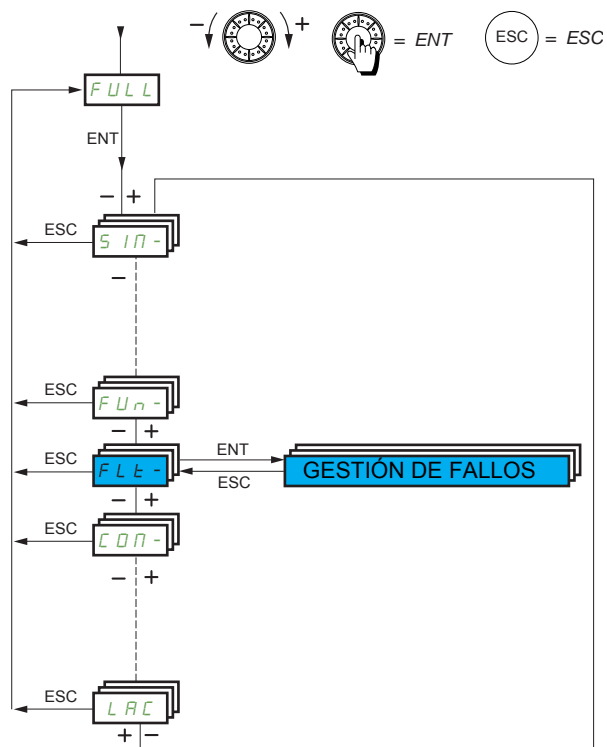 − + = ENT ESC = ESC
FULL
ENT
− +
ESC SIM-
−
ESC FUn-
− +
ESC FLt- ENT GESTIÓN DE FALLOS
ESC
− +
ESC COM-
− +
ESC LAC
+ −